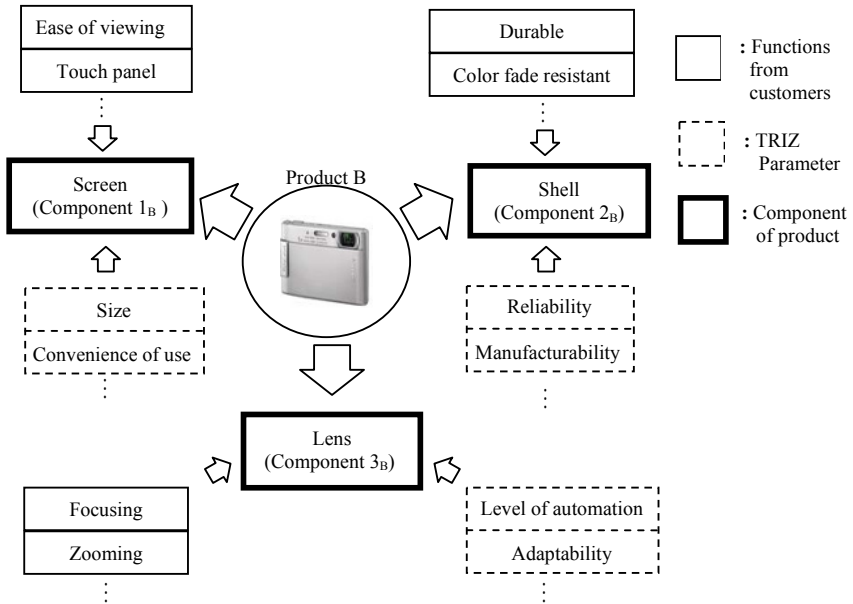 Ease of viewing
Touch panel
Durable
Color fade resistant
: Functions
from
customers
: TRIZ
Parameter
: Component
of product
Product B
Screen
(Component 1B )
Shell
(Component 2B)
Size
Convenience of use
Reliability
Manufacturability
Lens
(Component 3B)
Focusing
Zooming
Level of automation
Adaptability